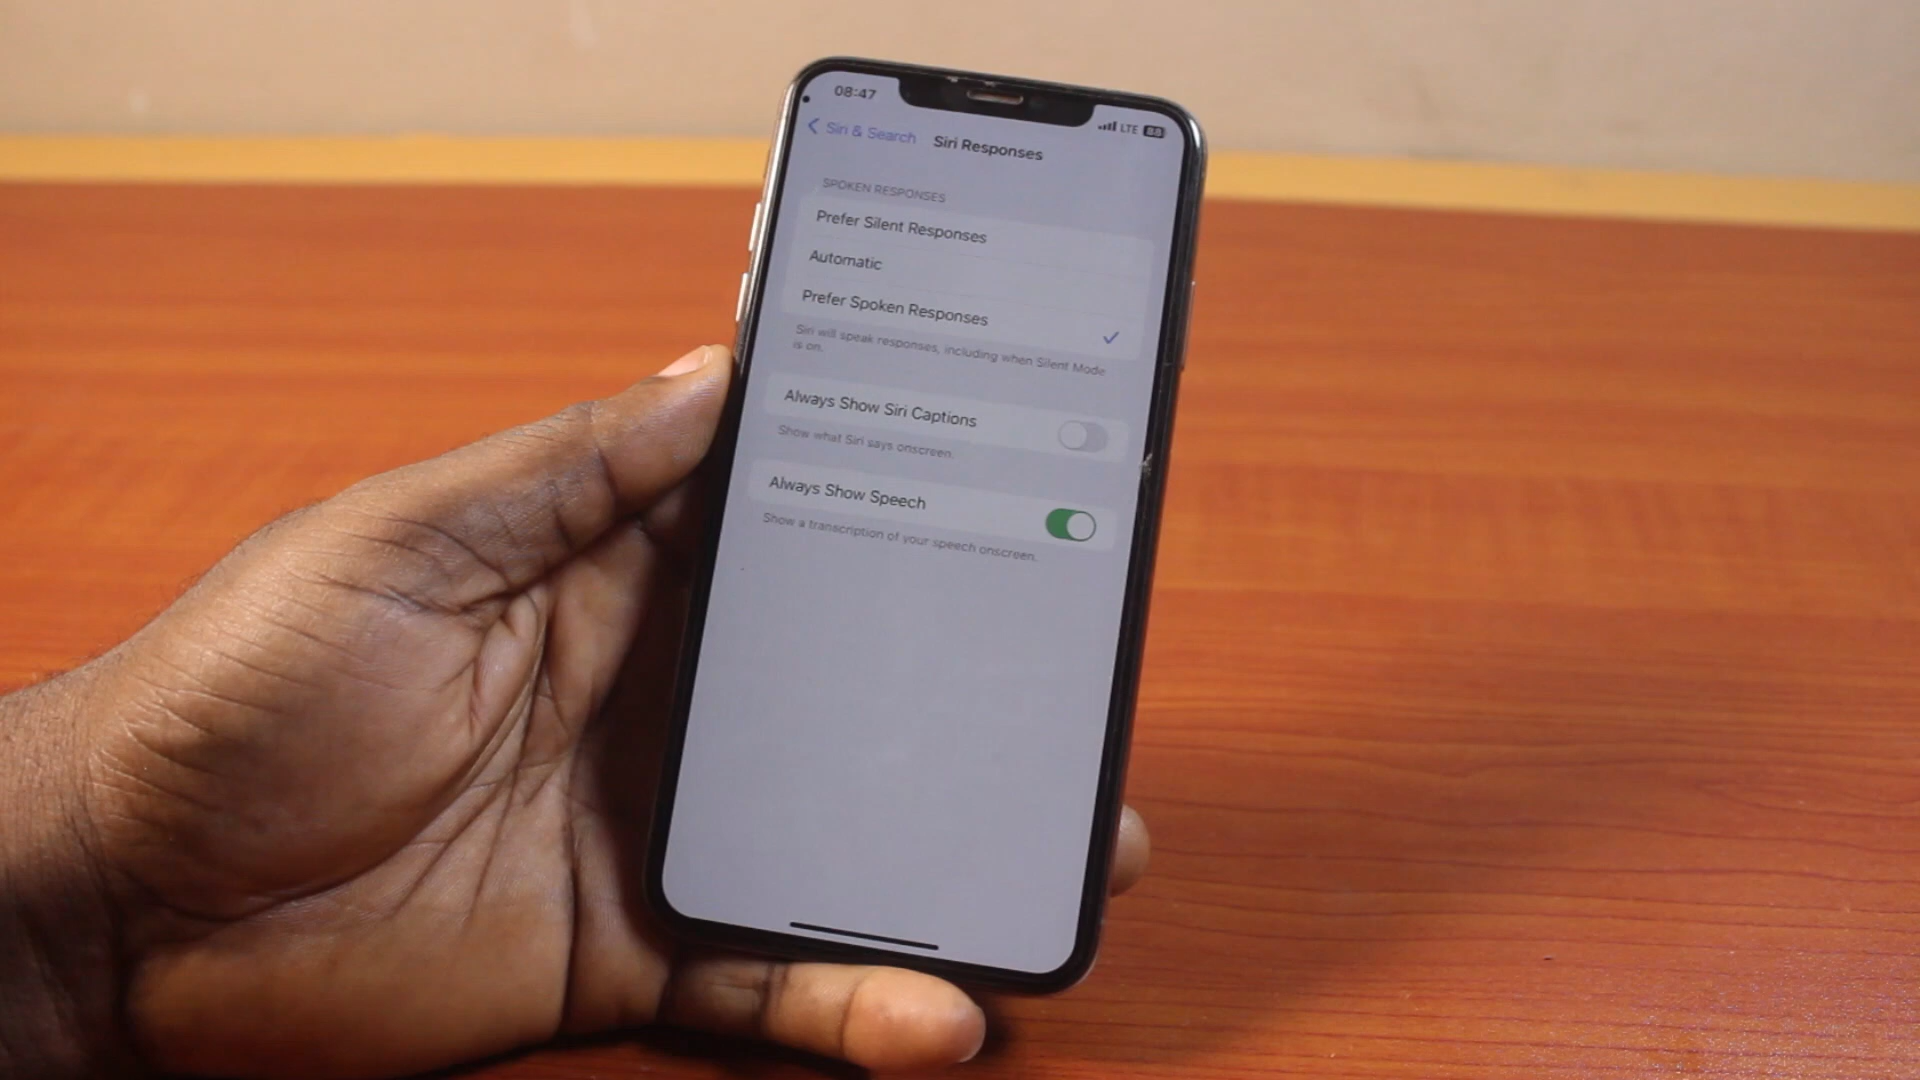 08:47
LTE 88
Siri & Search
Siri Responses
SPOKEN RESPONSES
Prefer Silent Responses
Automatic
Prefer Spoken Responses
Siri will speak responses, including when Silent Mode
is on.
Always Show Siri Captions
Show what Siri says onscreen.
Always Show Speech
Show a transcription of your speech onscreen.